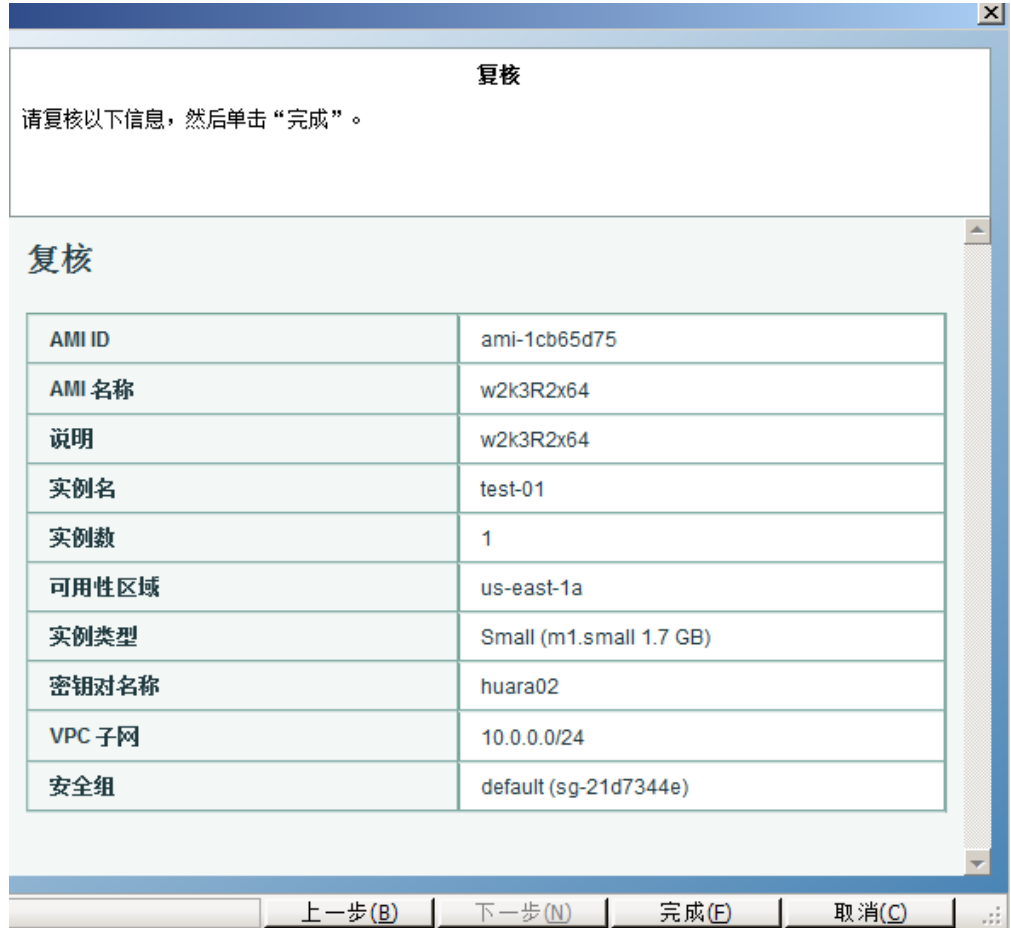 复核
请复核以下信息，然后单击“完成”。
复核
AMI ID ami-1cb65d75
AMI 名称 w2k3R2x64
说明 w2k3R2x64
实例名 test-01
实例数 1
可用性区域 us-east-1a
实例类型 Small (m1.small 1.7 GB)
密钥对名称 huara02
VPC 子网 10.0.0.0/24
安全组 default (sg-21d7344e)
上一步(B) 下一步(N) 完成(F) 取消(C)